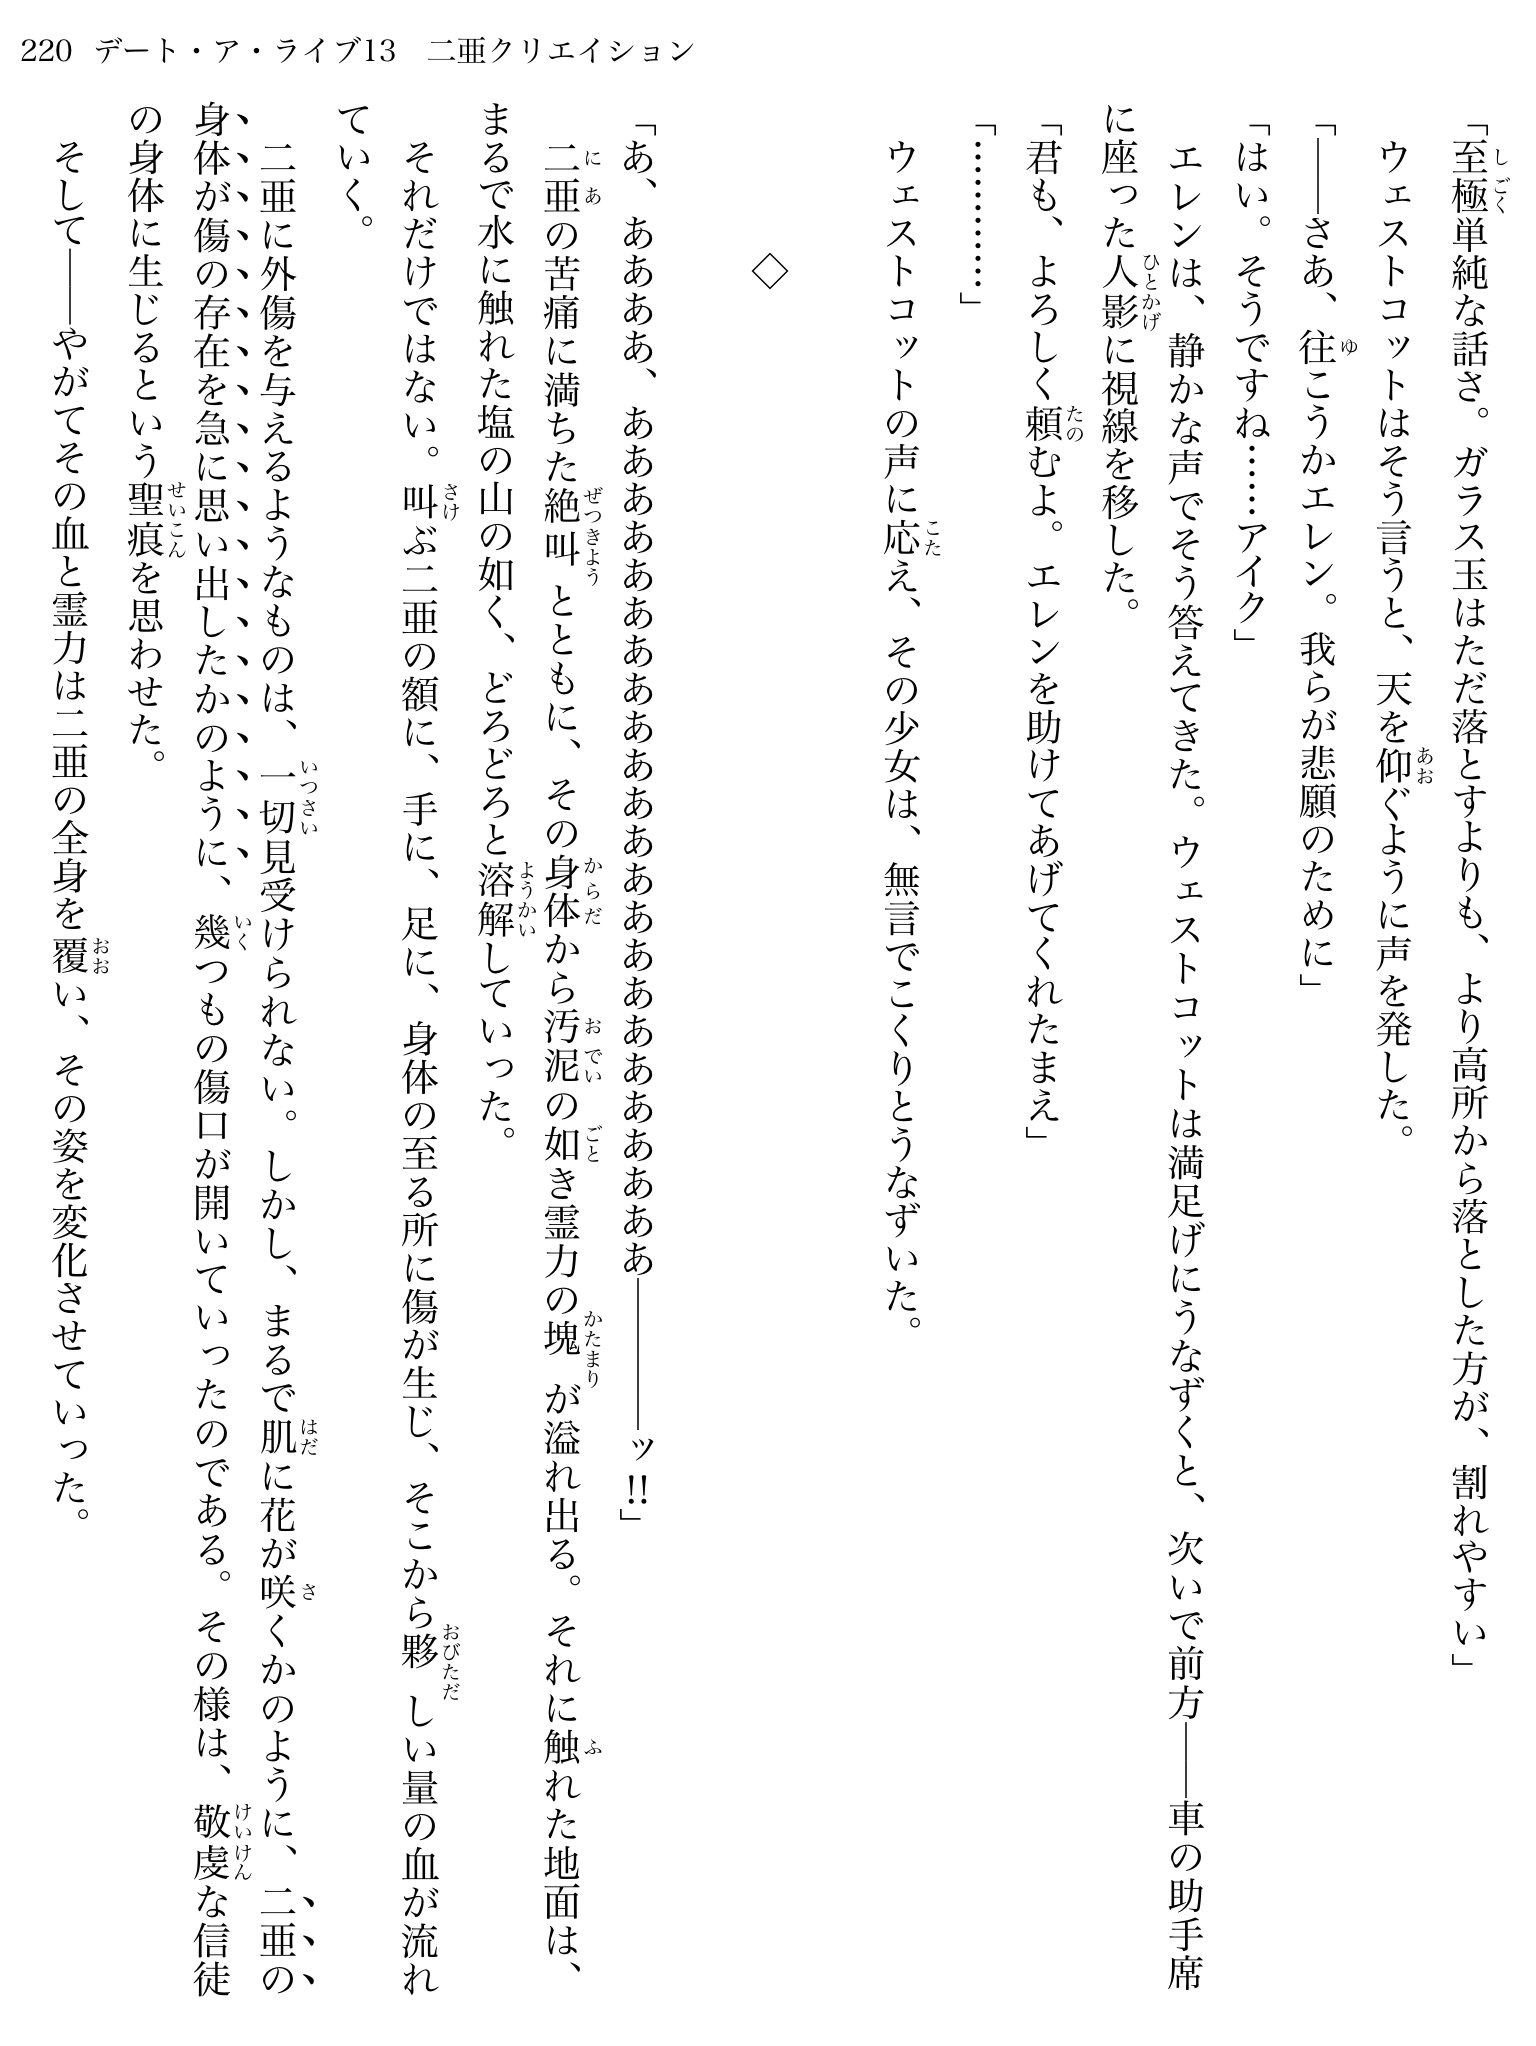 220 デート・ア・ライブ13 二亜クリエイション
「至極単純な話さ。ガラス玉はただ落とすよりも、より高所から落とした方が、割れやすい」
ウェストコットはそう言うと、天を仰ぐように声を発した。
「――さあ、往こうかエレン。我らが悲願のために」
「はい。そうですね……アイク」
エレンは、静かな声でそう答えてきた。ウェストコットは満足げにうなずくと、次いで前方――車の助手席
に座った人影に視線を移した。
「君も、よろしく頼むよ。エレンを助けてあげてくれたまえ」
「…………」
ウェストコットの声に応え、その少女は、無言でこくりとうなずいた。
◇
「あ、ああああ、あああああああああああああああああああああああ――――ッ!!」
二亜の苦痛に満ちた絶叫とともに、その身体から汚泥の如き霊力の塊が溢れ出る。それに触れた地面は、
まるで水に触れた塩の山の如く、どろどろと溶解していった。
それだけではない。叫ぶ二亜の額に、手に、足に、身体の至る所に傷が生じ、そこから夥しい量の血が流れ
ていく。
二亜に外傷を与えるようなものは、一切見受けられない。しかし、まるで肌に花が咲くかのように、二亜の
身体が傷の存在を急に思い出したかのように、幾つもの傷口が開いていったのである。その様は、敬虔な信徒
の身体に生じるという聖痕を思わせた。
そして――やがてその血と霊力は二亜の全身を覆い、その姿を変化させていった。